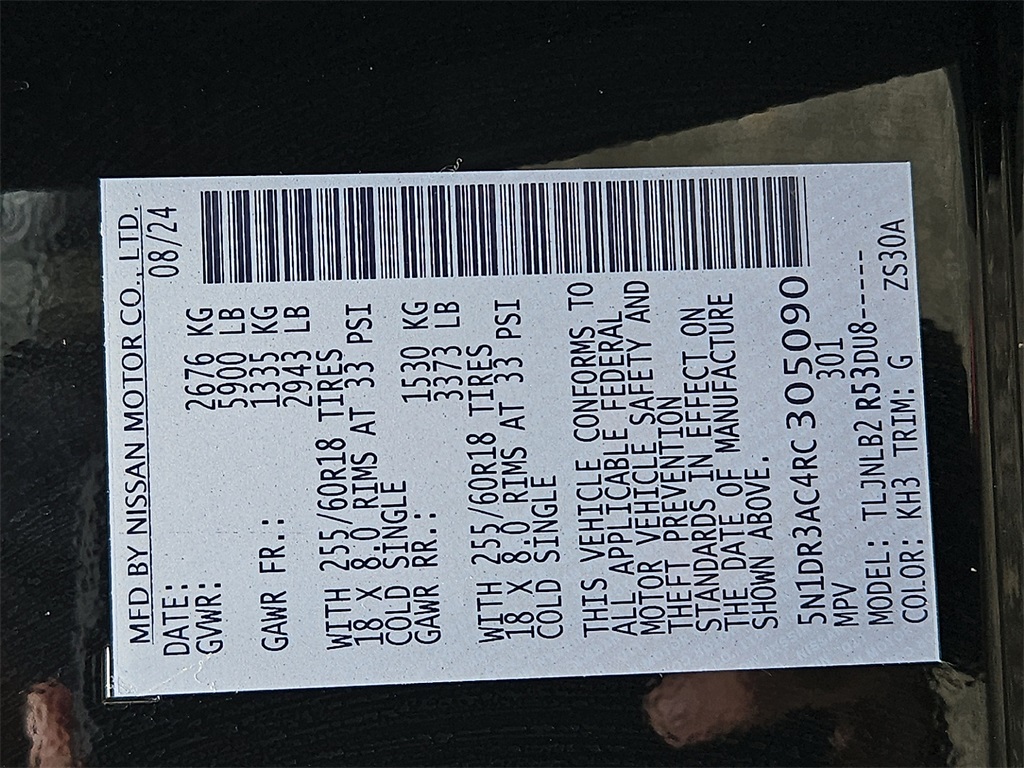 MFD BY NISSAN MOTOR CO., LTD.
DATE: 08/24
GVWR: 2676 KG
5900 LB
GAWR FR.: 1335 KG
2943 LB
WITH 255/60R18 TIRES
18 X 8.0 RIMS AT 33 PSI
COLD SINGLE
GAWR RR.: 1530 KG
3373 LB
WITH 255/60R18 TIRES
18 X 8.0 RIMS AT 33 PSI
COLD SINGLE
THIS VEHICLE CONFORMS TO
ALL APPLICABLE FEDERAL
MOTOR VEHICLE SAFETY AND
THEFT PREVENTION
STANDARDS IN EFFECT ON
THE DATE OF MANUFACTURE
SHOWN ABOVE.
5N1DR3AC4RC305090
MPV 301
MODEL: TLJNLB2 R53DU8-----
COLOR: KH3 TRIM: G ZS30A